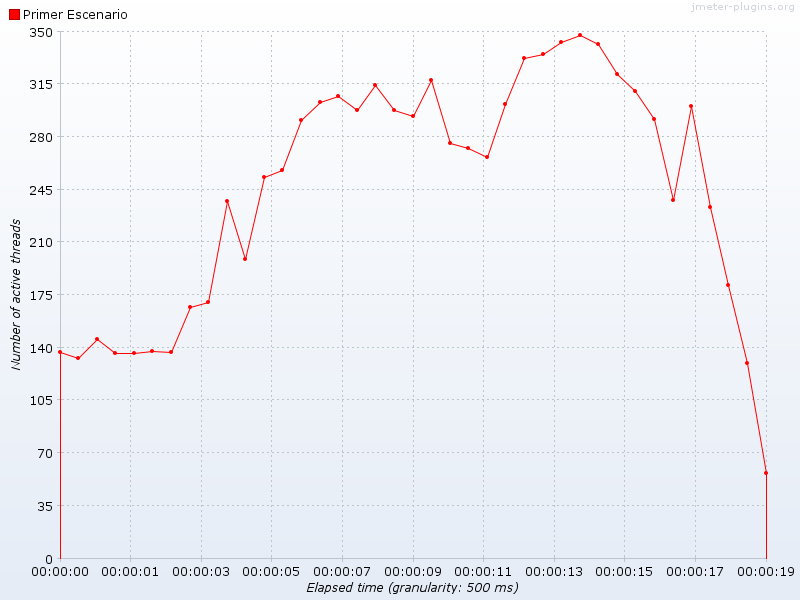 jmeter-plugins.org
Primer Escenario
350
315
280
245
210
175
140
105
70
35
0
Number of active threads
00:00:00 00:00:01 00:00:03 00:00:05 00:00:07 00:00:09 00:00:11 00:00:13 00:00:15 00:00:17 00:00:19
Elapsed time (granularity: 500 ms)